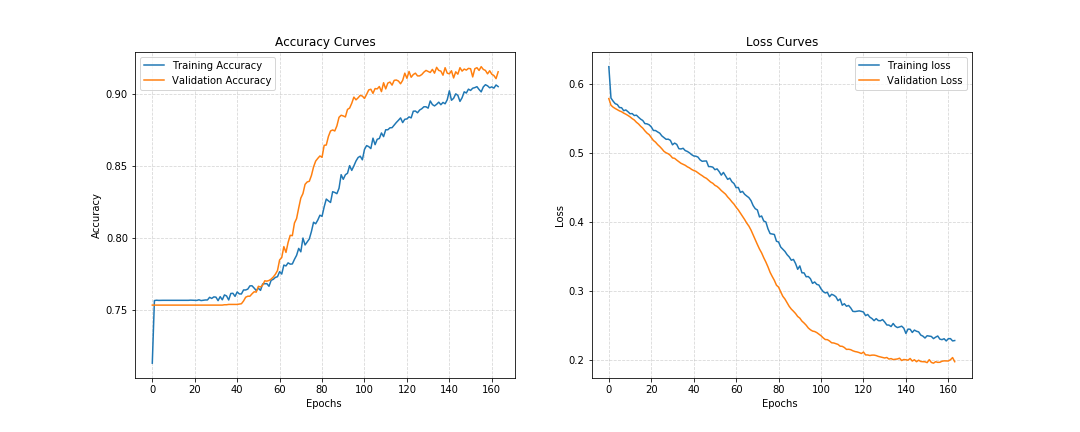 Accuracy Curves
Training Accuracy
Validation Accuracy
0.90
0.85
0.80
0.75
Accuracy
0 20 40 60 80 100 120 140 160
Epochs
Loss Curves
Training loss
Validation Loss
0.6
0.5
0.4
0.3
0.2
Loss
0 20 40 60 80 100 120 140 160
Epochs